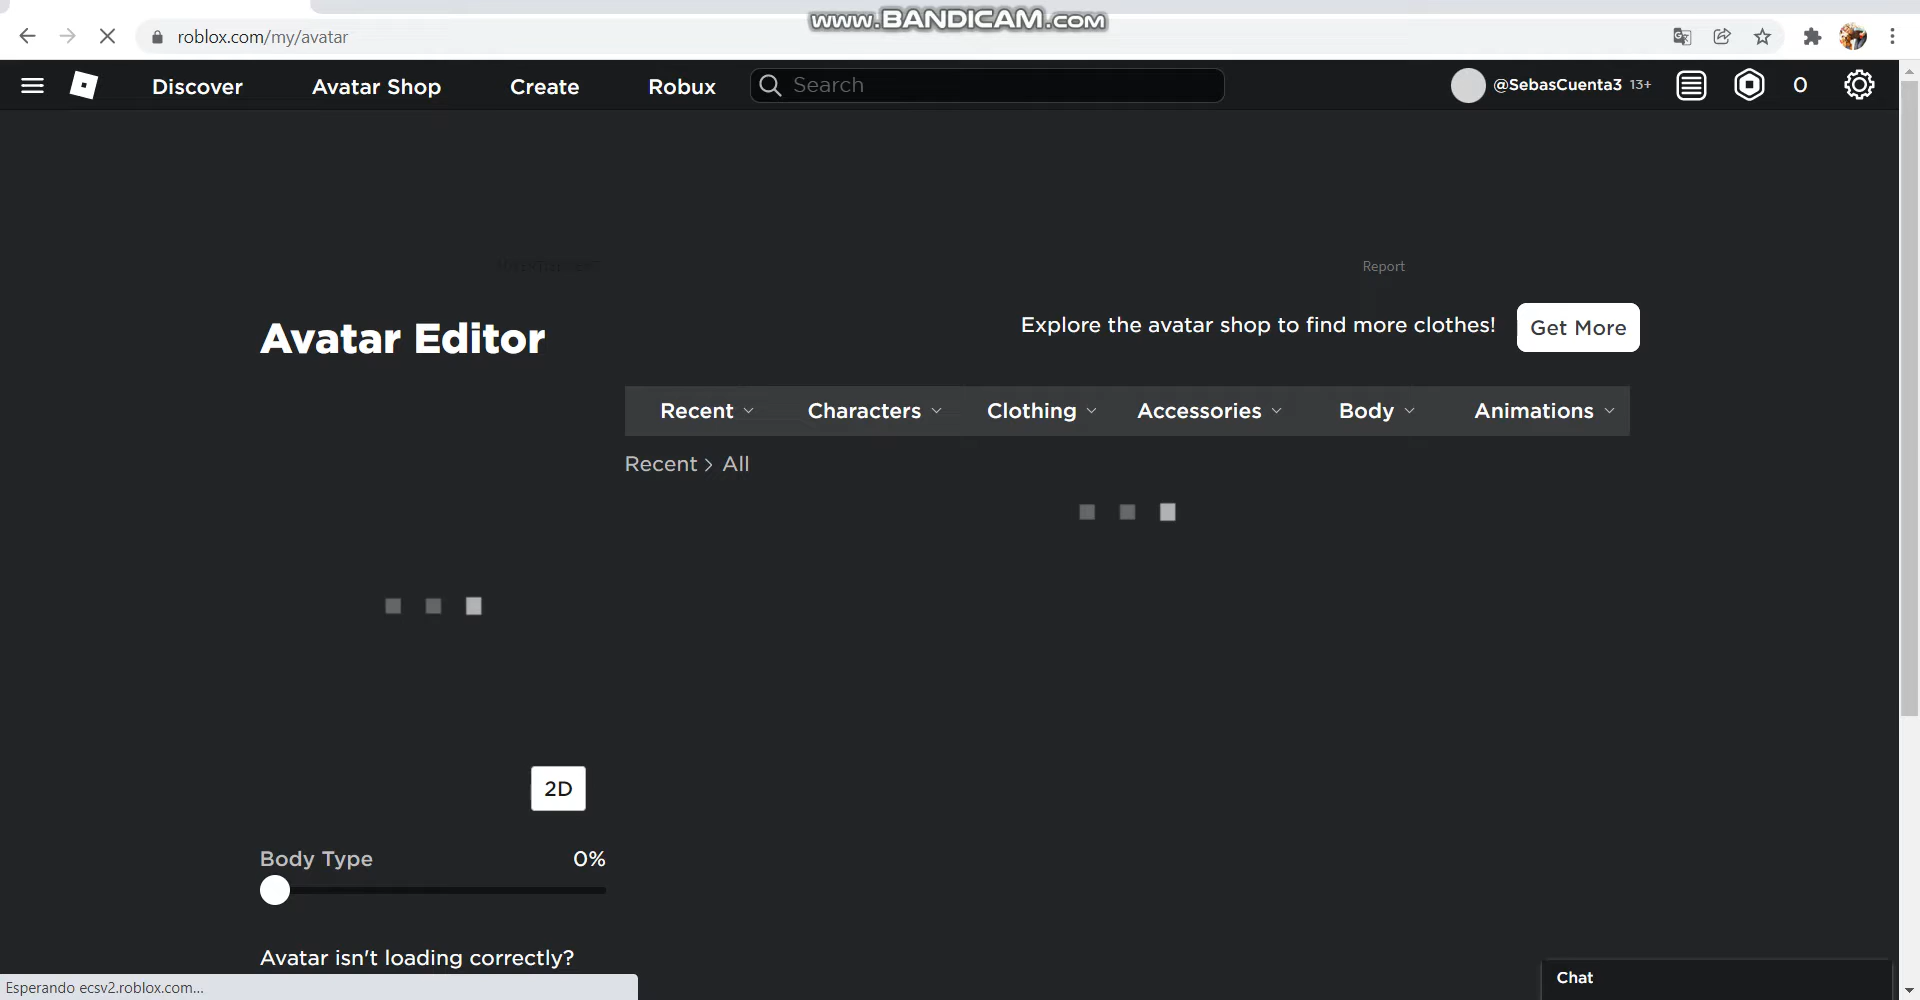 www.BANDICAM.com
roblox.com/my/avatar
Discover
Avatar Shop
Create
Robux
Search
@SebasCuenta3 13+
0
Report
Avatar Editor
Explore the avatar shop to find more clothes!
Get More
Recent
Characters
Clothing
Accessories
Body
Animations
Recent > All
2D
Body Type 0%
Avatar isn't loading correctly?
Esperando ecsv2.roblox.com...
Chat